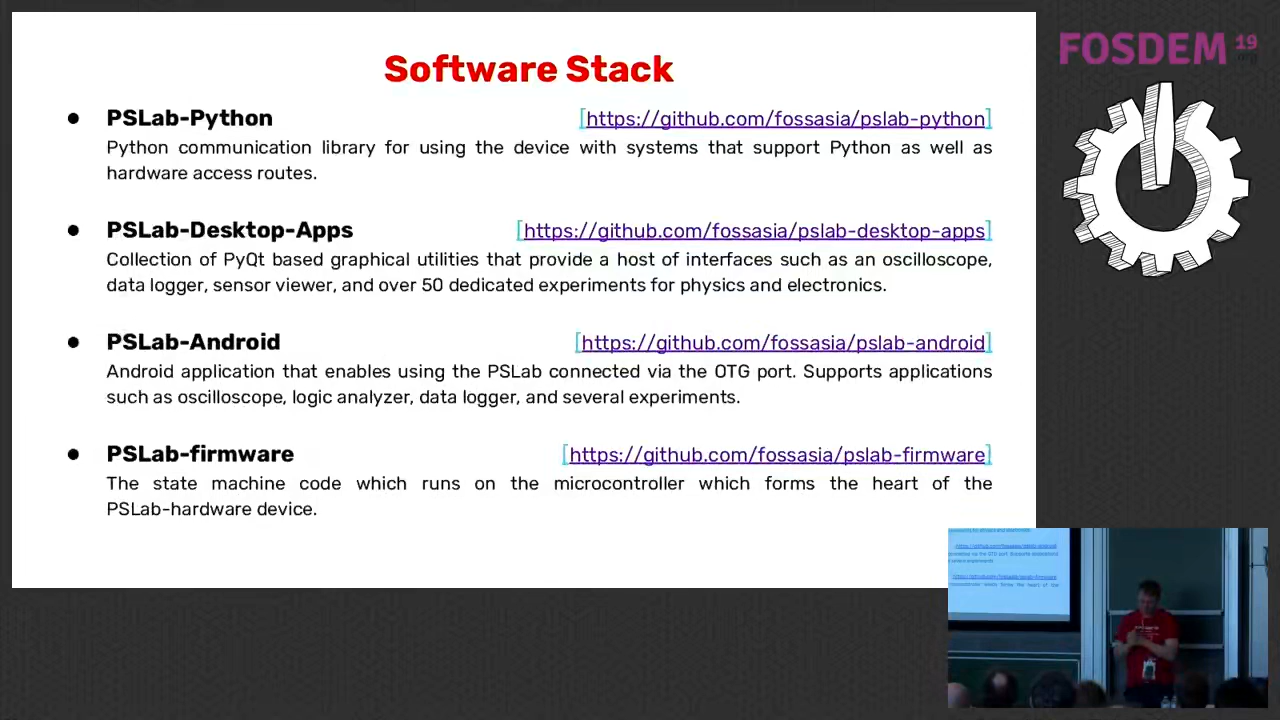 Software Stack
● PSLab-Python [https://github.com/fossasia/pslab-python]
Python communication library for using the device with systems that support Python as well as
hardware access routes.
● PSLab-Desktop-Apps [https://github.com/fossasia/pslab-desktop-apps]
Collection of PyQt based graphical utilities that provide a host of interfaces such as an oscilloscope,
data logger, sensor viewer, and over 50 dedicated experiments for physics and electronics.
● PSLab-Android [https://github.com/fossasia/pslab-android]
Android application that enables using the PSLab connected via the OTG port. Supports applications
such as oscilloscope, logic analyzer, data logger, and several experiments.
● PSLab-firmware [https://github.com/fossasia/pslab-firmware]
The state machine code which runs on the microcontroller which forms the heart of the
PSLab-hardware device.
FOSDEM 19
.org